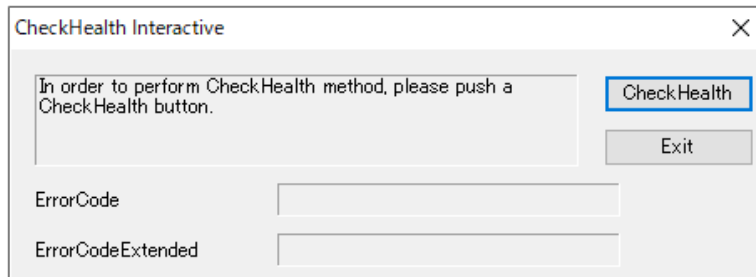 CheckHealth Interactive
In order to perform CheckHealth method, please push a
CheckHealth button.
CheckHealth
Exit
ErrorCode
ErrorCodeExtended